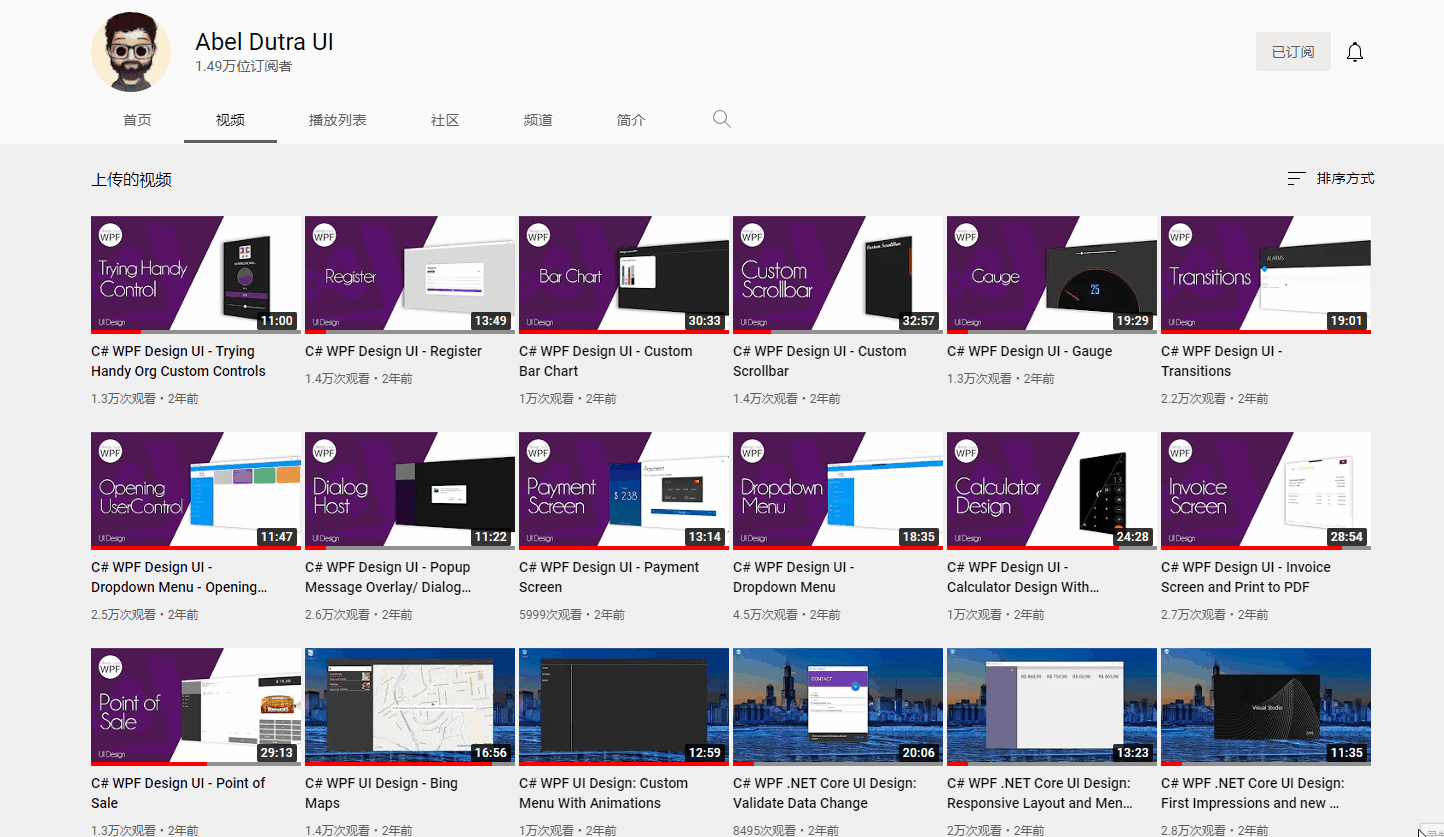 Abel Dutra UI
1.49万位订阅者
已订阅
首页 视频 播放列表 社区 频道 简介
上传的视频
排序方式
WPF WPF WPF WPF WPF WPF
Trying Handy Control
Register
Bar Chart
Custom Scrollbar
Gauge
Transitions
UI Design UI Design UI Design UI Design UI Design UI Design
11:00 13:49 30:33 32:57 19:29 19:01
C# WPF Design UI - Trying
Handy Org Custom Controls
1.3万次观看・2年前
C# WPF Design UI - Register
1.4万次观看・2年前
C# WPF Design UI - Custom
Bar Chart
1万次观看・2年前
C# WPF Design UI - Custom
Scrollbar
1.4万次观看・2年前
C# WPF Design UI - Gauge
1.3万次观看・2年前
C# WPF Design UI -
Transitions
2.2万次观看・2年前
WPF WPF WPF WPF WPF WPF
Opening UserControl
Dialog Host
Payment Screen
Dropdown Menu
Calculator Design
Invoice Screen
UI Design UI Design UI Design UI Design UI Design UI Design
Payment
$ 238
11:47 11:22 13:14 18:35 24:28 28:54
C# WPF Design UI -
Dropdown Menu - Opening...
2.5万次观看・2年前
C# WPF Design UI - Popup
Message Overlay/ Dialog...
2.6万次观看・2年前
C# WPF Design UI - Payment
Screen
5999次观看・2年前
C# WPF Design UI -
Dropdown Menu
4.5万次观看・2年前
C# WPF Design UI -
Calculator Design With...
1万次观看・2年前
C# WPF Design UI - Invoice
Screen and Print to PDF
2.7万次观看・2年前
WPF
Point of Sale
UI Design
CONTACT
Visual Studio
29:13 16:56 12:59 20:06 13:23 11:35
C# WPF Design UI - Point of
Sale
1.3万次观看・2年前
C# WPF UI Design - Bing
Maps
1.4万次观看・2年前
C# WPF UI Design: Custom
Menu With Animations
1万次观看・2年前
C# WPF .NET Core UI Design:
Validate Data Change
8495次观看・2年前
C# WPF .NET Core UI Design:
Responsive Layout and Men...
2万次观看・2年前
C# WPF .NET Core UI Design:
First Impressions and new ...
2.8万次观看・2年前